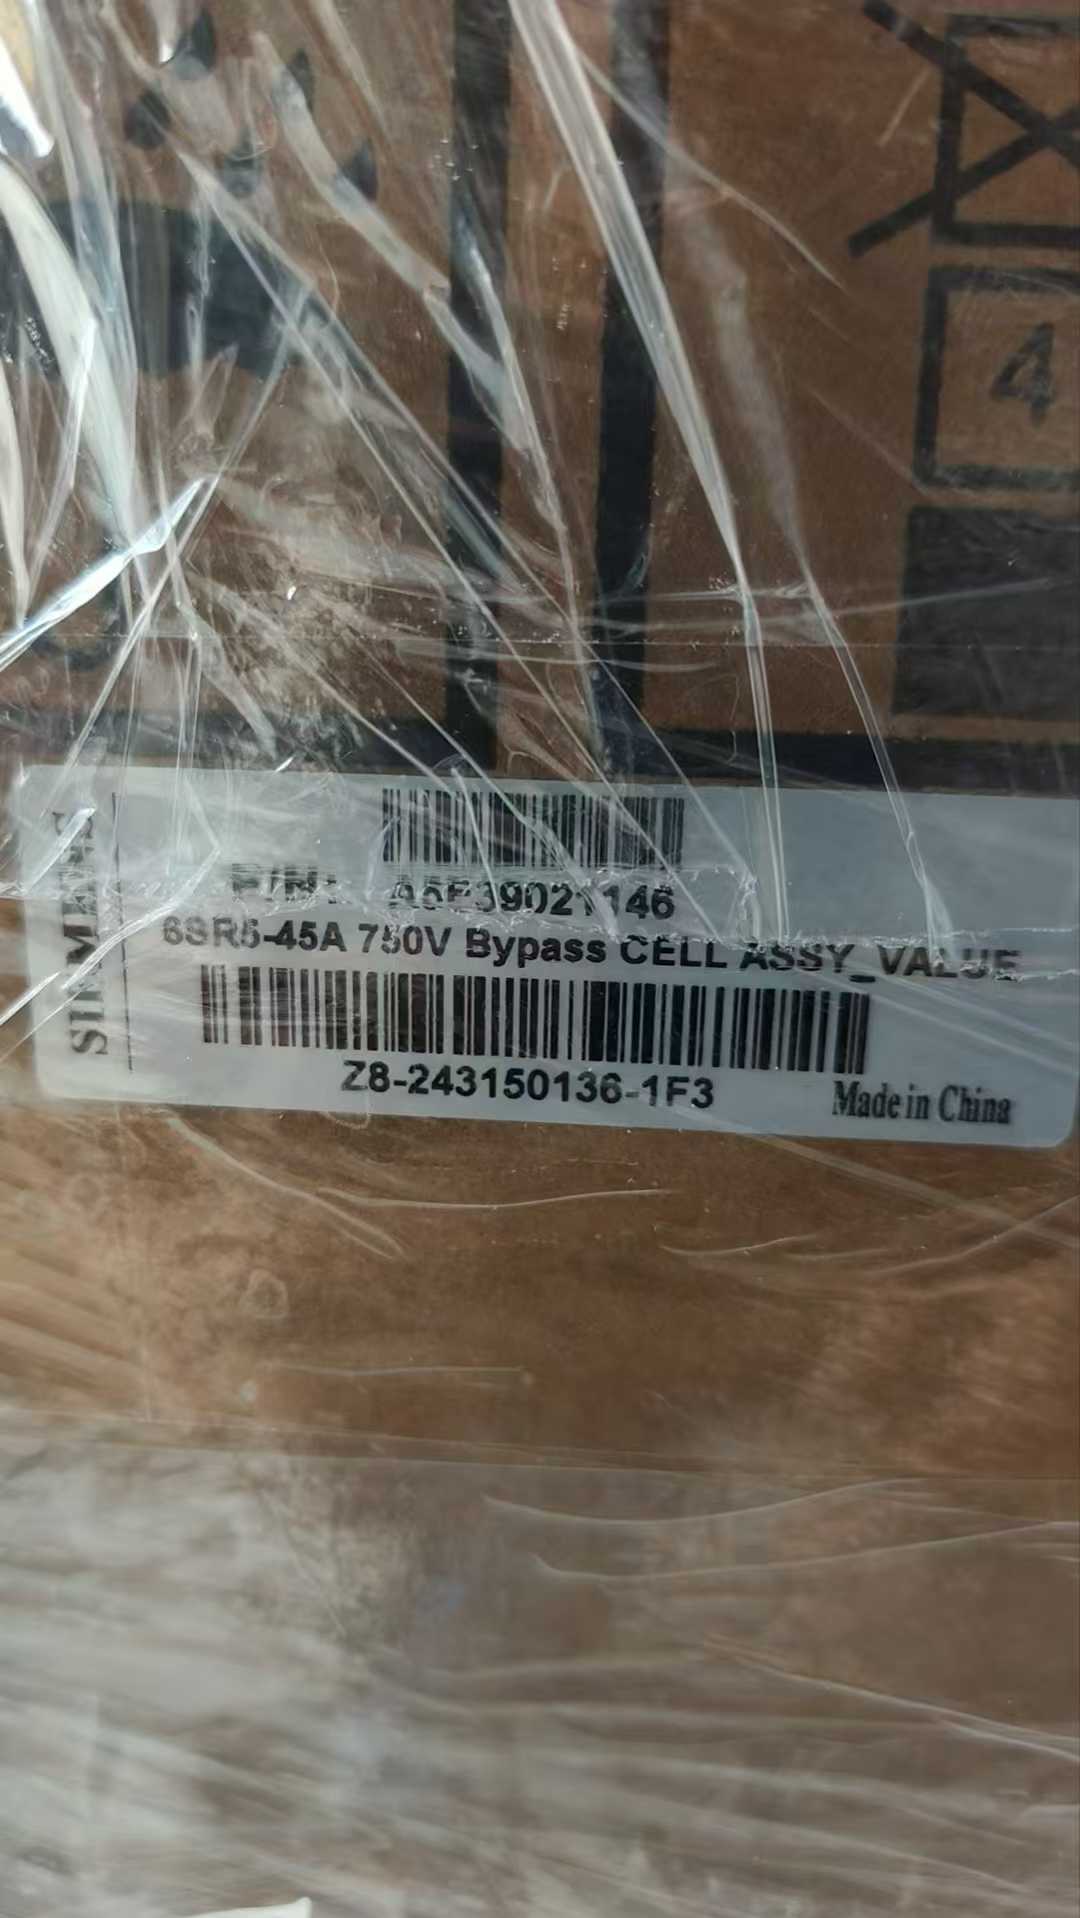 4
SIEMENS
P/N: A5E39021146
6SR5-45A 750V Bypass CELL ASSY_VALUE
Z8-243150136-1F3
Made in China